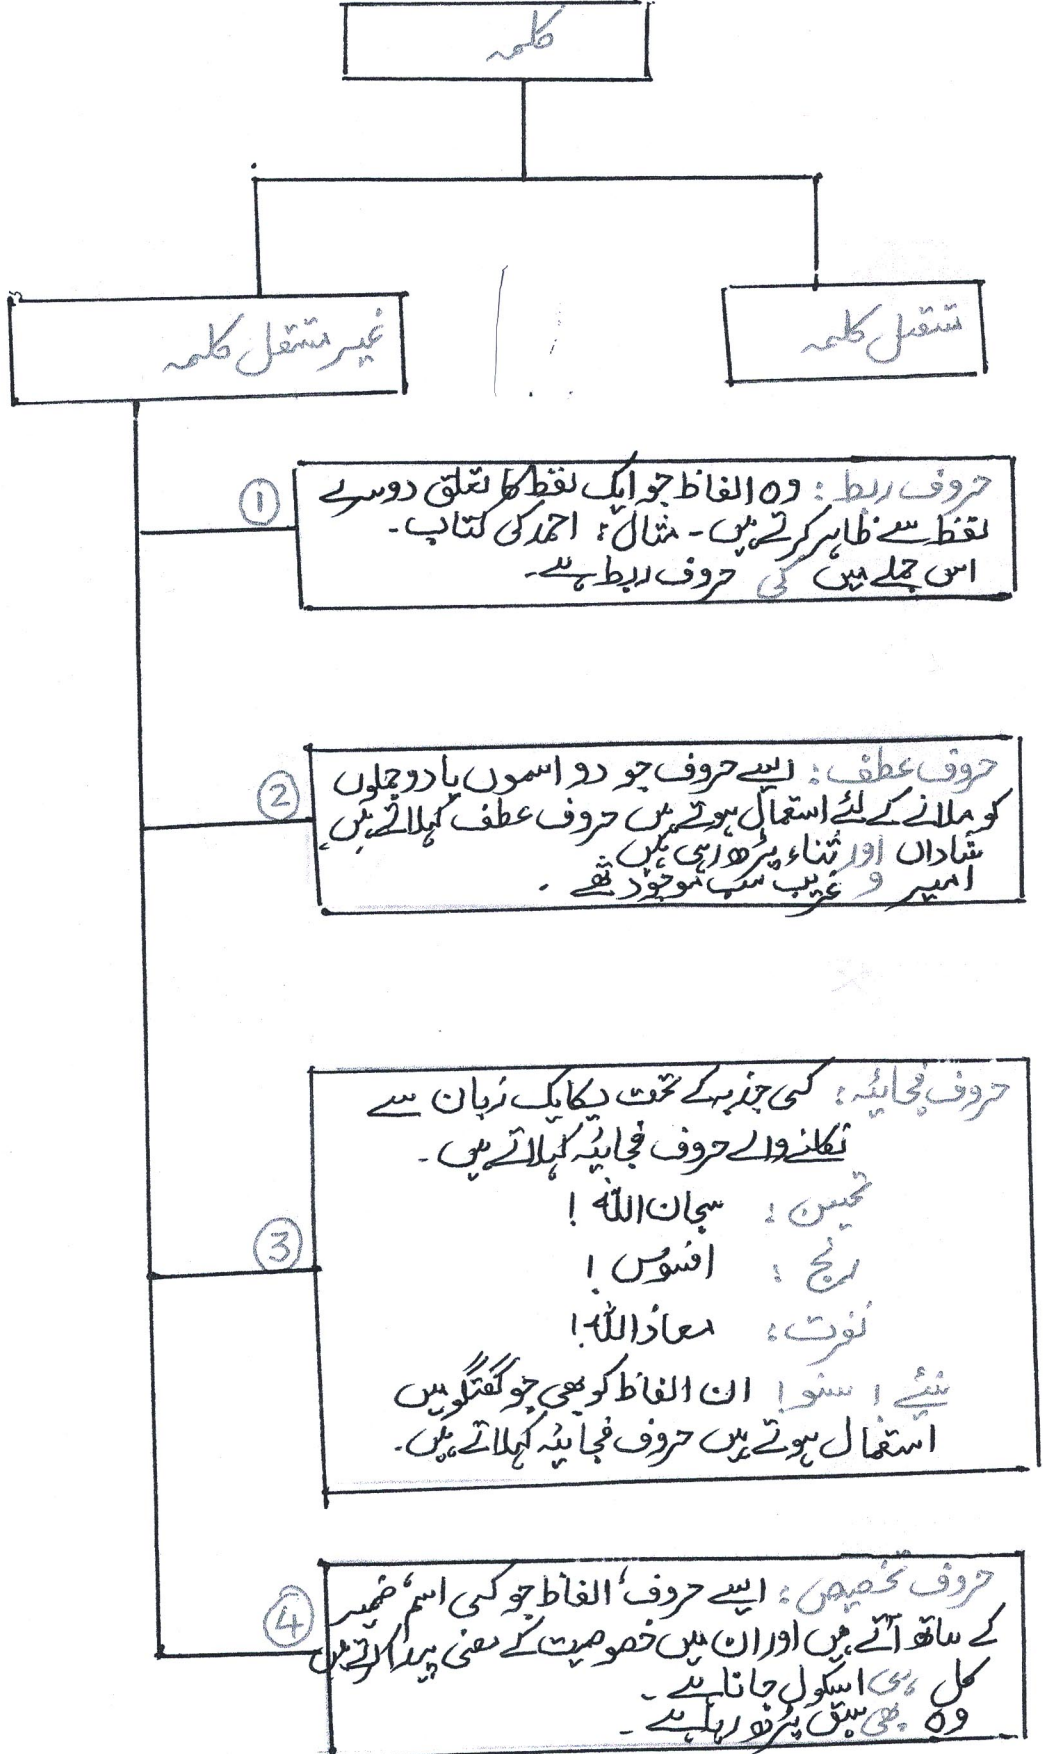 کلمہ
مستقل کلمہ
غیر مستقل کلمہ
①
حروف ربط: وہ الفاظ جو ایک لفظ کا تعلق دوسرے
لفظ سے ظاہر کرتے ہیں۔ مثال: احمد کی کتاب۔
اس جملے میں کی حروف ربط ہے۔
②
حروف عطف: ایسے حروف جو دو اسموں یا دو جملوں
کو ملانے کے لئے استعمال ہوتے ہیں حروف عطف کہلاتے ہیں۔
شاداں اور ثناء پڑھ رہی ہیں
امیر و غریب سب موجود تھے۔
③
حروف فجائیہ: کسی جذبہ کے تحت یکایک زبان سے
نکلنے والے حروف فجائیہ کہلاتے ہیں۔
تحسین: سبحان اللہ!
رنج: افسوس!
نفرت: معاذ اللہ!
سنیئے! سنو! ان الفاظ کو بھی جو گفتگو میں
استعمال ہوتے ہیں حروف فجائیہ کہلاتے ہیں۔
④
حروف تخصیص: ایسے حروف، الفاظ جو کسی اسم، ضمیر
کے ساتھ آتے ہیں اور ان میں خصوصیت کے معنی پیدا کرتے ہیں
کل ہی اسکول جانا ہے۔
وہ بھی سبق پڑھ رہا ہے۔